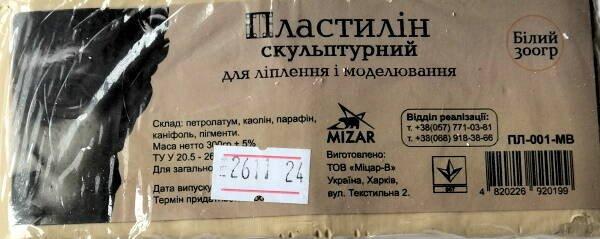 Пластилін
скульптурний
для ліплення і моделювання
Білий
300гр
Склад: петролатум, каолін, парафін,
каніфоль, пігменти.
Маса нетто 300гр ± 5%
ТУ У 20.5 - 26
Для загально
Дата випуску
Термін придат
2611 24
MIZAR
Виготовлено:
ТОВ «Міцар-В»
Україна, Харків,
вул. Текстильна 2.
Відділ реалізації:
т. +38(057) 771-03-81
т. +38(068) 918-38-66
ПЛ-001-МВ
4 820226 920199